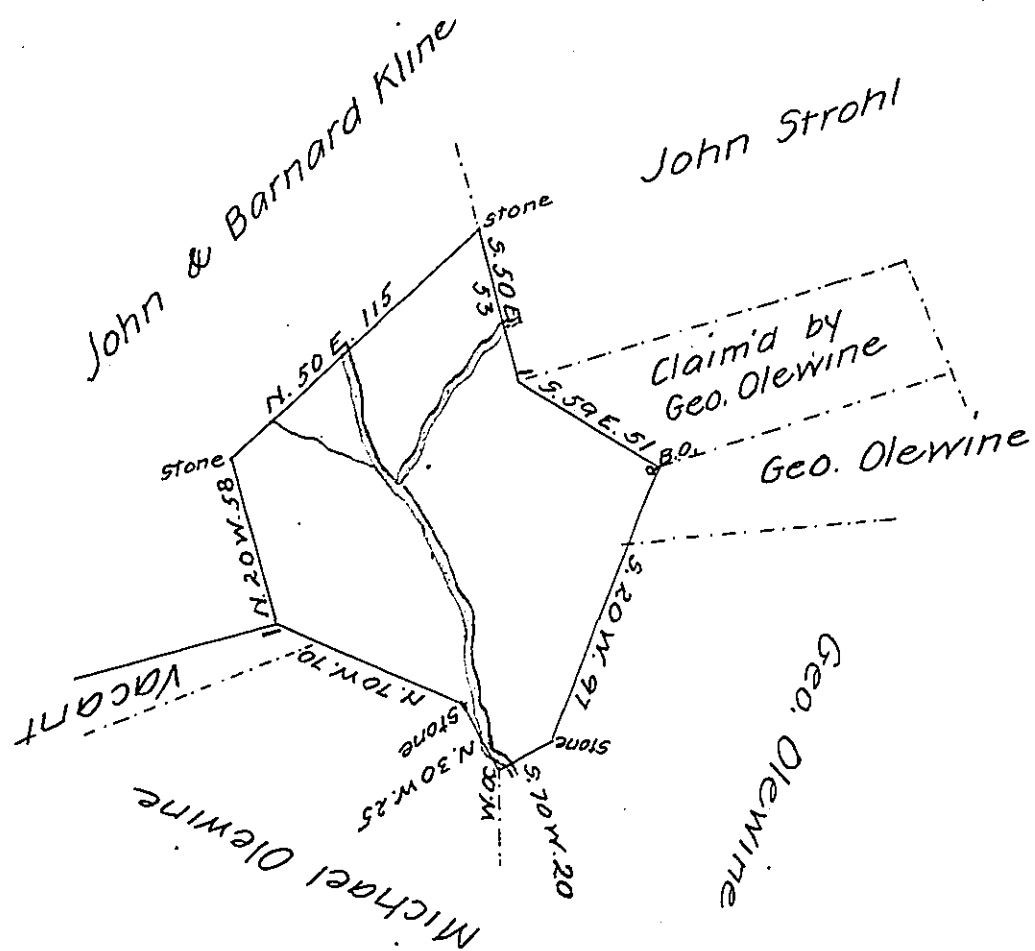 John & Barnard Kline
John Strohl
stone
S. 50 E.
53
N. 50 E. 115
Claim'd by
Geo. Olewine
S. 59 E. 51
B.O.
Geo. Olewine
stone
N. 20 W. 58
S. 20 W. 97
N. 70 W. 70
Vacant
stone
stone
N. 30 W. 25
S. 70 W. 20
Geo. Olewine
Michael Olewine